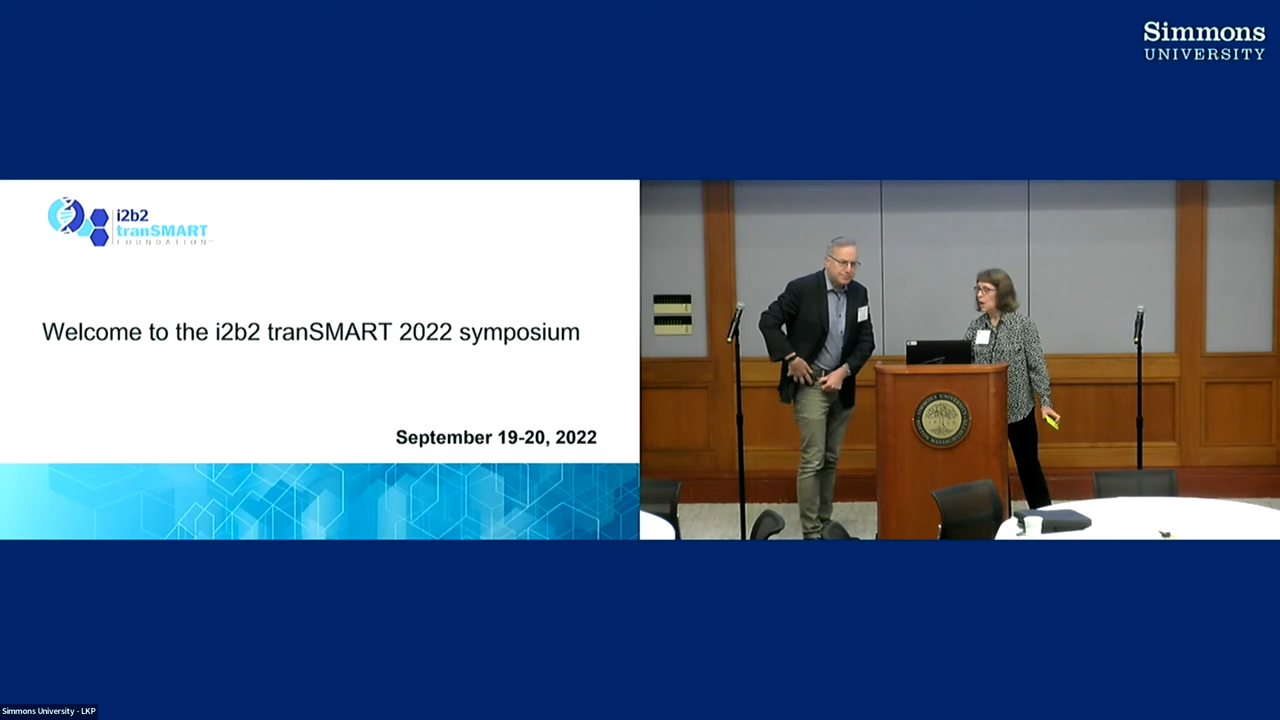 Simmons
UNIVERSITY
i2b2
tranSMART
FOUNDATION
Welcome to the i2b2 tranSMART 2022 symposium
September 19-20, 2022
Simmons University - LKP